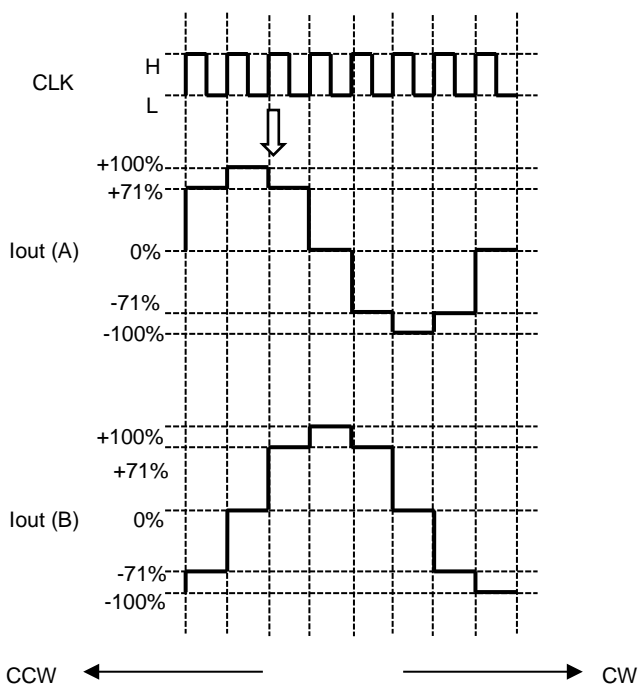 CLK
H
L
+100%
+71%
Iout (A)
0%
-71%
-100%
+100%
+71%
Iout (B)
0%
-71%
-100%
CCW
CW